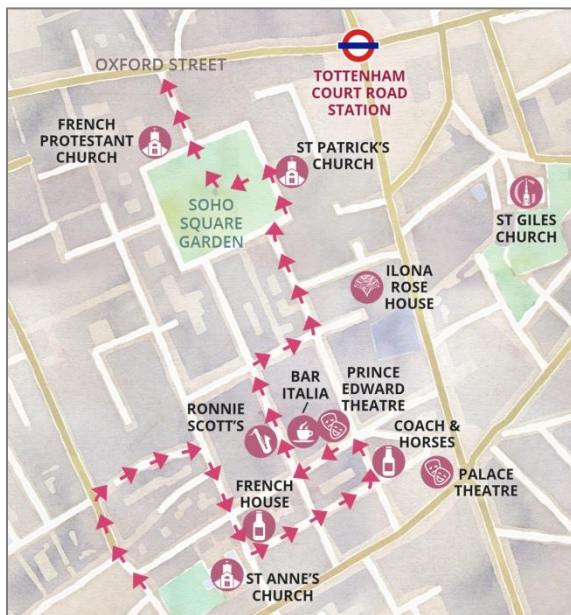 OXFORD STREET
TOTTENHAM
COURT ROAD
STATION
FRENCH
PROTESTANT
CHURCH
ST PATRICK'S
CHURCH
SOHO
SQUARE
GARDEN
ST GILES
CHURCH
ILONA
ROSE
HOUSE
PRINCE
EDWARD
THEATRE
BAR
ITALIA
RONNIE
SCOTT'S
COACH &
HORSES
PALACE
THEATRE
FRENCH
HOUSE
ST ANNE'S
CHURCH